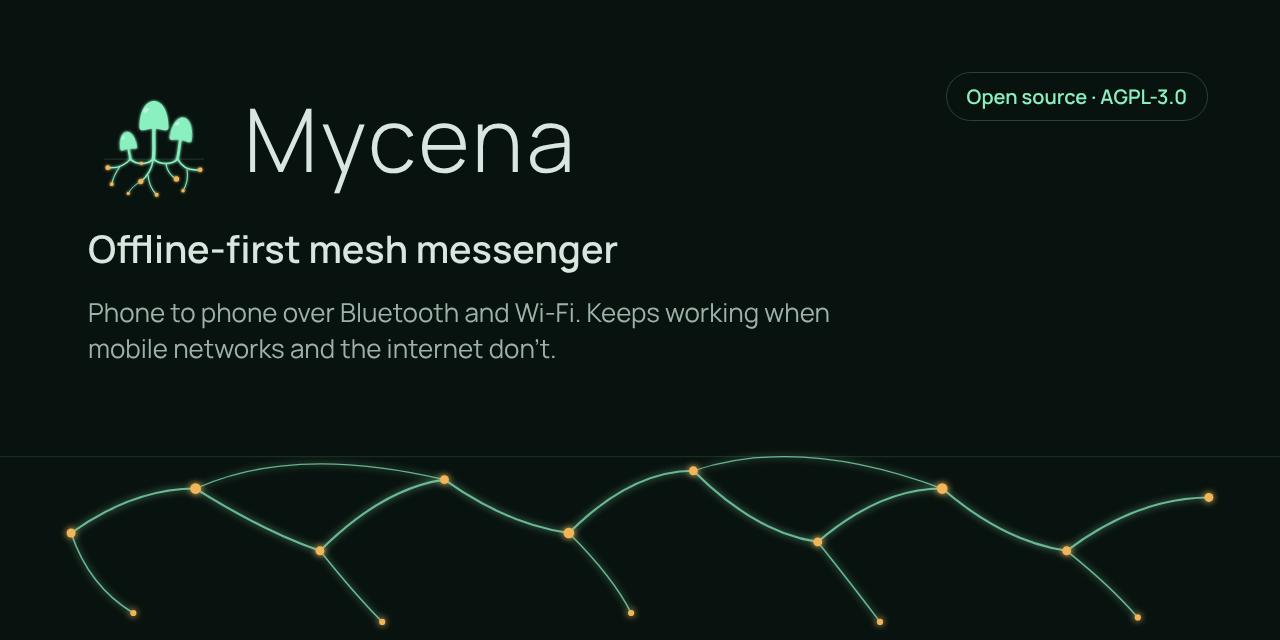 Mycena
Open source · AGPL-3.0
Offline-first mesh messenger
Phone to phone over Bluetooth and Wi-Fi. Keeps working when
mobile networks and the internet don’t.